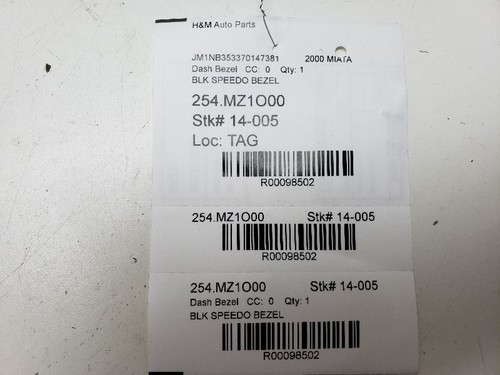 H&M Auto Parts
JM1NB353370147381 2000 MIATA
Dash Bezel CC: 0 Qty: 1
BLK SPEEDO BEZEL
254.MZ1O00
Stk# 14-005
Loc: TAG
R00098502
254.MZ1O00 Stk# 14-005
R00098502
254.MZ1O00 Stk# 14-005
Dash Bezel CC: 0 Qty: 1
BLK SPEEDO BEZEL
R00098502